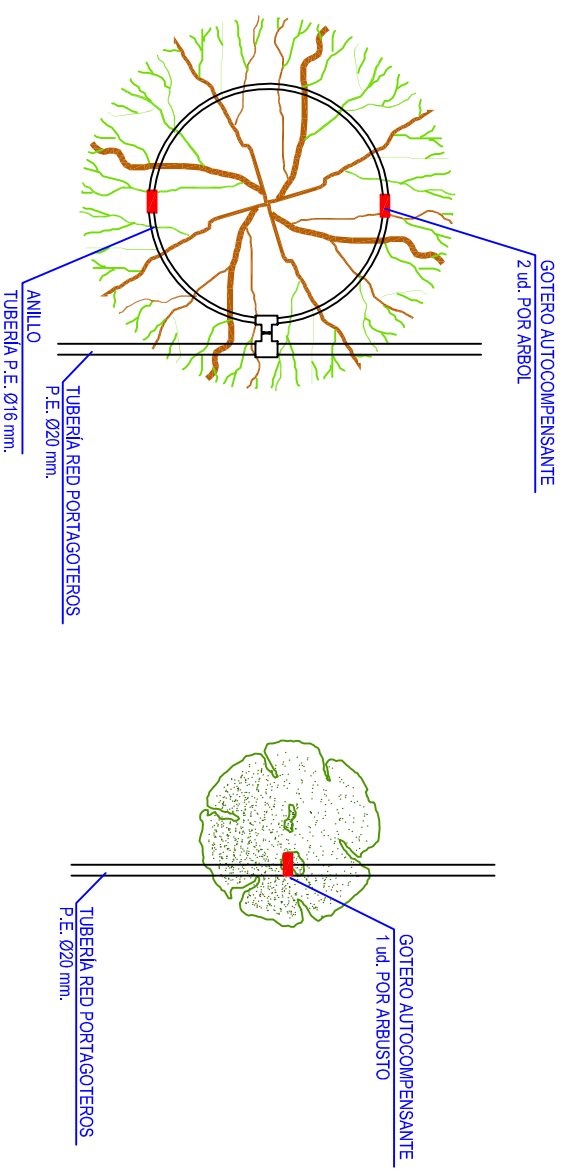 GOTERO AUTOCOMPENSANTE
2 ud. POR ARBOL
TUBERÍA RED PORTAGOTEROS
P.E. Ø20 mm.
ANILLO
TUBERÍA P.E. Ø16 mm.
GOTERO AUTOCOMPENSANTE
1 ud. POR ARBUSTO
TUBERÍA RED PORTAGOTEROS
P.E. Ø20 mm.